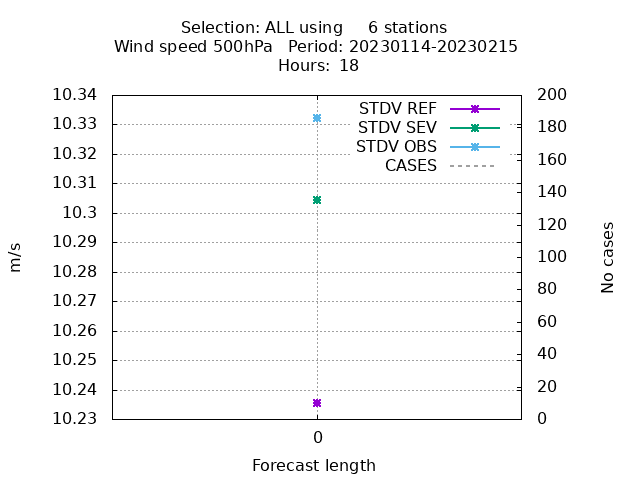 Selection: ALL using     6 stations
Wind speed 500hPa   Period: 20230114-20230215
Hours:  18
10.34
10.33
10.32
10.31
10.3
10.29
10.28
10.27
10.26
10.25
10.24
10.23
m/s
STDV REF
STDV SEV
STDV OBS
CASES
200
180
160
140
120
100
80
60
40
20
0
No cases
0
Forecast length